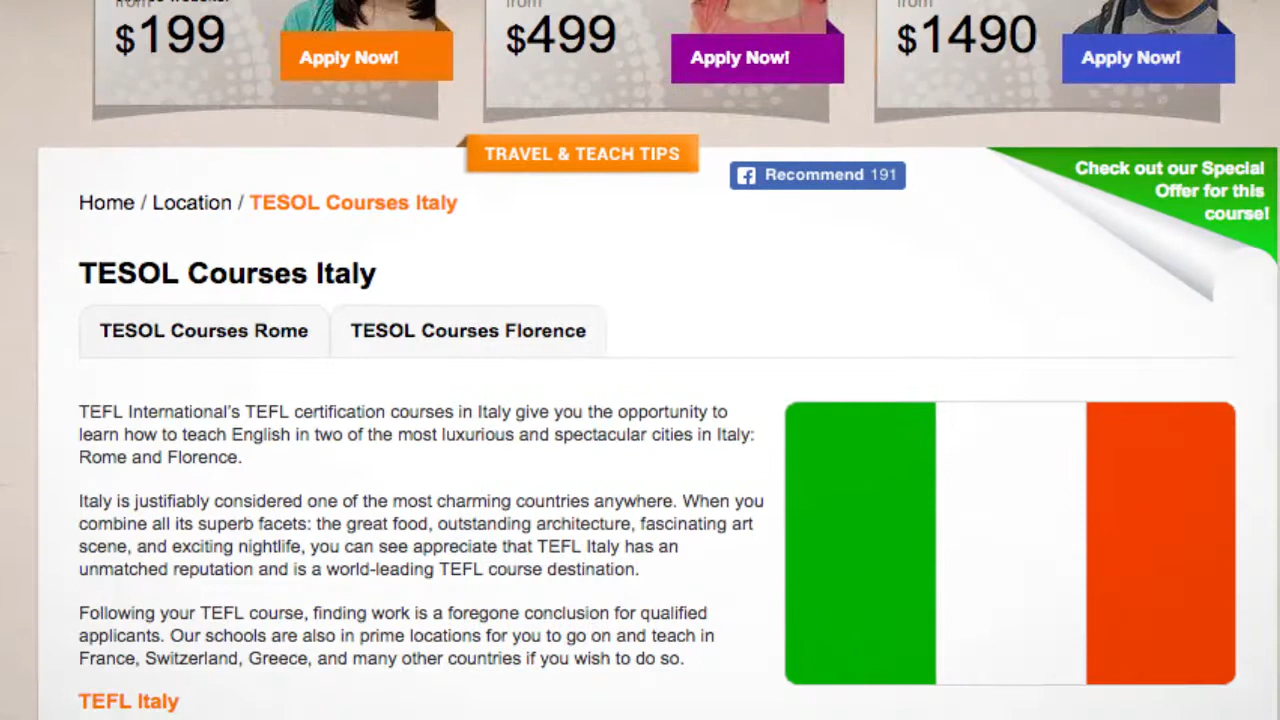 from
from
from
$199
Apply Now!
$499
Apply Now!
$1490
Apply Now!
TRAVEL & TEACH TIPS
Recommend 191
Check out our Special
Offer for this
course!
Home / Location / TESOL Courses Italy
TESOL Courses Italy
TESOL Courses Rome
TESOL Courses Florence
TEFL International's TEFL certification courses in Italy give you the opportunity to
learn how to teach English in two of the most luxurious and spectacular cities in Italy:
Rome and Florence.
Italy is justifiably considered one of the most charming countries anywhere. When you
combine all its superb facets: the great food, outstanding architecture, fascinating art
scene, and exciting nightlife, you can see appreciate that TEFL Italy has an
unmatched reputation and is a world-leading TEFL course destination.
Following your TEFL course, finding work is a foregone conclusion for qualified
applicants. Our schools are also in prime locations for you to go on and teach in
France, Switzerland, Greece, and many other countries if you wish to do so.
TEFL Italy